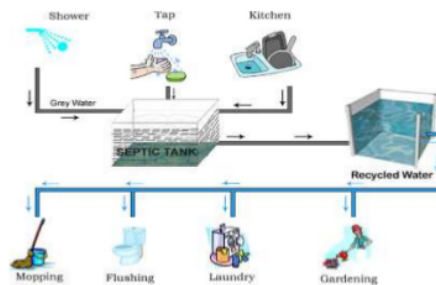 Shower
Tap
Kitchen
Grey Water
SEPTIC TANK
Recycled Water
Mopping
Flushing
Laundry
Gardening